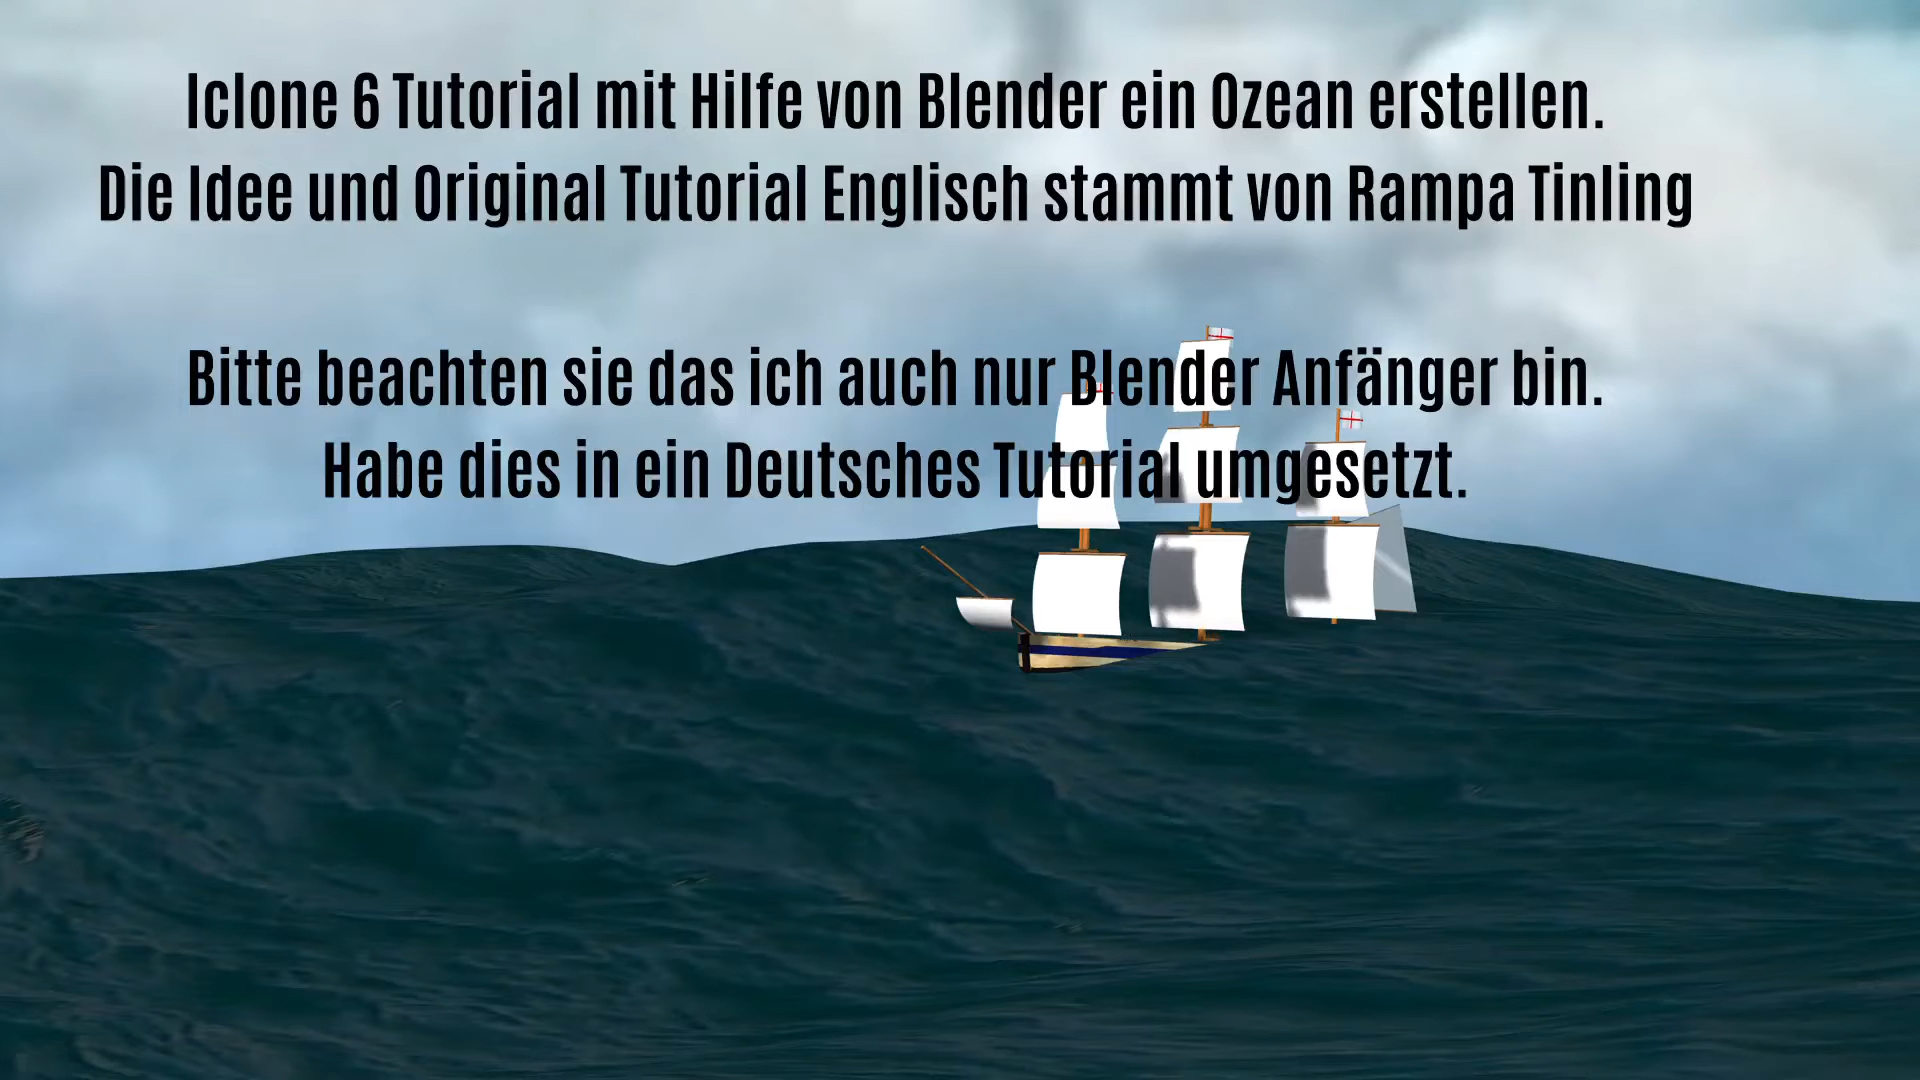 Iclone 6 Tutorial mit Hilfe von Blender ein Ozean erstellen.
Die Idee und Original Tutorial Englisch stammt von Rampa Tinling
Bitte beachten sie das ich auch nur Blender Anfänger bin.
Habe dies in ein Deutsches Tutorial umgesetzt.